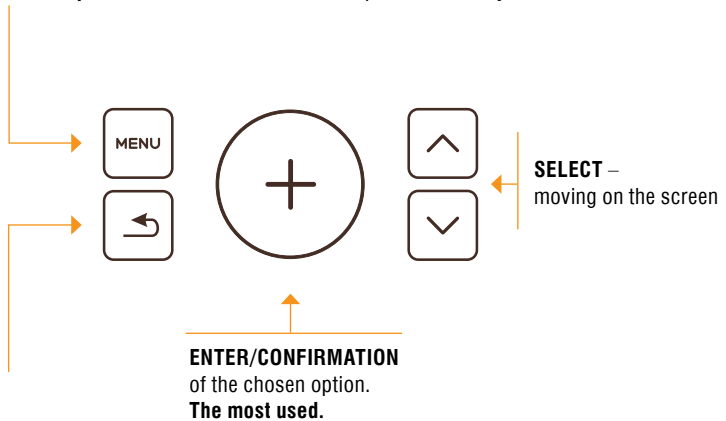 MENU
SELECT –
moving on the screen
ENTER/CONFIRMATION
of the chosen option.
The most used.